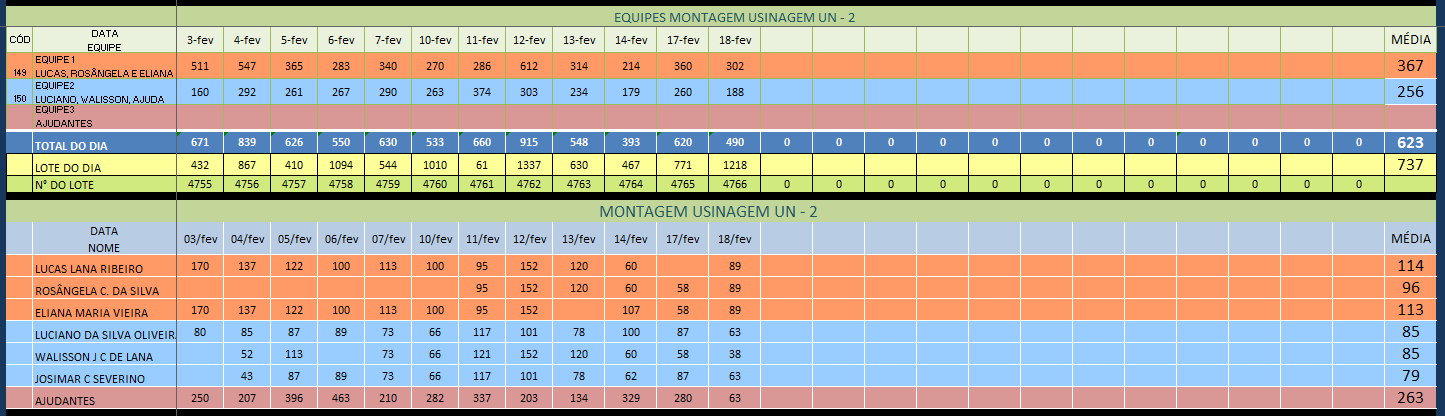 EQUIPES MONTAGEM USINAGEM UN - 2
CÓD DATA EQUIPE 3-fev 4-fev 5-fev 6-fev 7-fev 10-fev 11-fev 12-fev 13-fev 14-fev 17-fev 18-fev MÉDIA
149 EQUIPE 1 LUCAS, ROSÂNGELA E ELIANA 511 547 365 283 340 270 286 612 314 214 360 302 367
150 EQUIPE2 LUCIANO, WALISSON, AJUDA 160 292 261 267 290 263 374 303 234 179 260 188 256
EQUIPE3 AJUDANTES
TOTAL DO DIA 671 839 626 550 630 533 660 915 548 393 620 490 0 0 0 0 0 0 0 0 0 0 0 0 0 623
LOTE DO DIA 432 867 410 1094 544 1010 61 1337 630 467 771 1218 737
Nº DO LOTE 4755 4756 4757 4758 4759 4760 4761 4762 4763 4764 4765 4766 0 0 0 0 0 0 0 0 0 0 0 0 0
MONTAGEM USINAGEM UN - 2
DATA NOME 03/fev 04/fev 05/fev 06/fev 07/fev 10/fev 11/fev 12/fev 13/fev 14/fev 17/fev 18/fev MÉDIA
LUCAS LANA RIBEIRO 170 137 122 100 113 100 95 152 120 60 89 114
ROSÂNGELA C. DA SILVA 95 152 120 60 58 89 96
ELIANA MARIA VIEIRA 170 137 122 100 113 100 95 152 107 58 89 113
LUCIANO DA SILVA OLIVEIRA 80 85 87 89 73 66 117 101 78 100 87 63 85
WALISSON J C DE LANA 52 113 73 66 121 152 120 60 58 38 85
JOSIMAR C SEVERINO 43 87 89 73 66 117 101 78 62 87 63 79
AJUDANTES 250 207 396 463 210 282 337 203 134 329 280 63 263